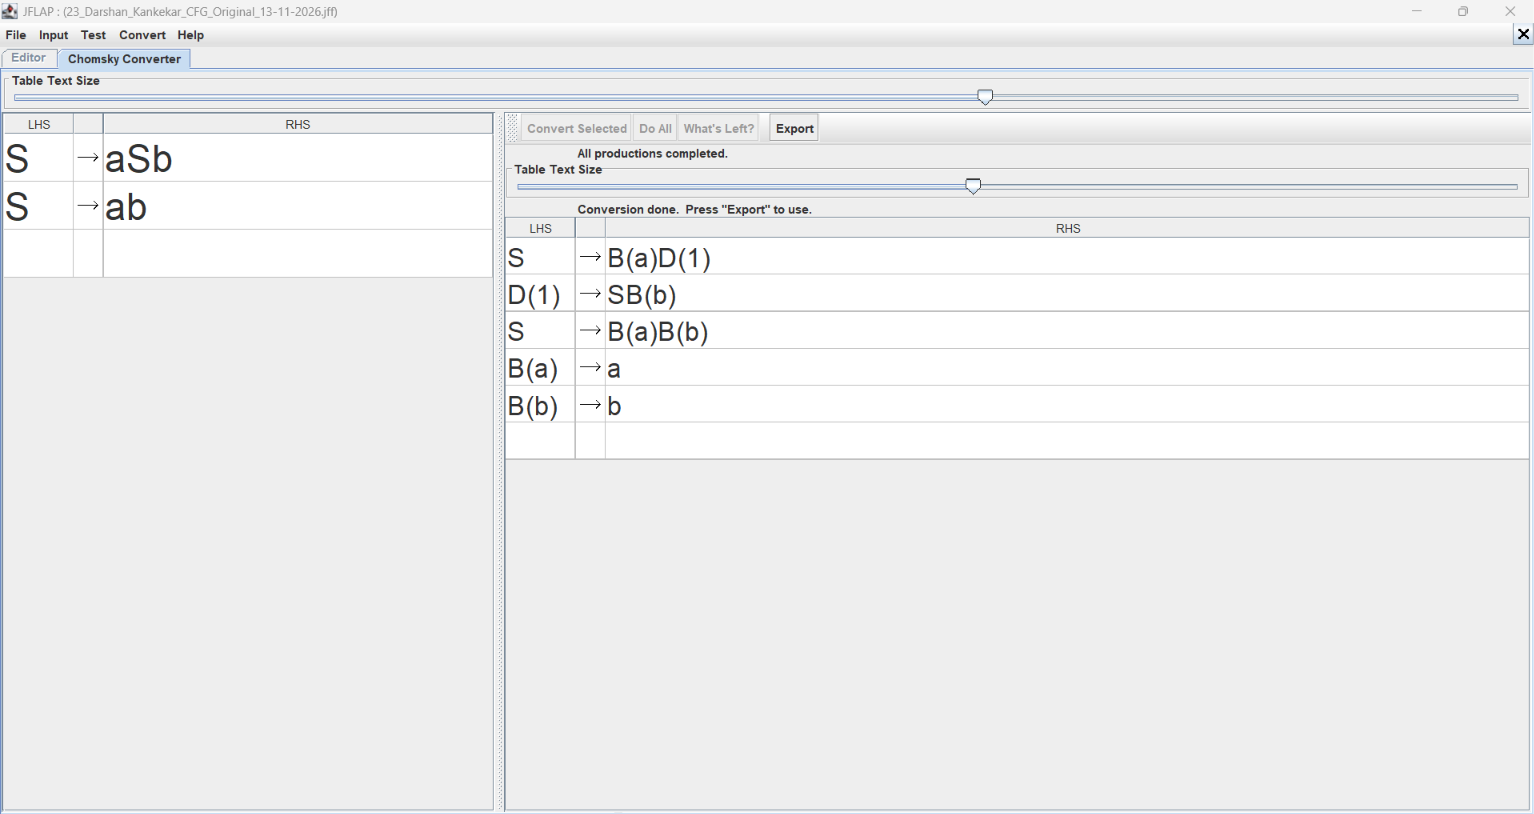 JFLAP : (23_Darshan_Kankekar_CFG_Original_13-11-2026.jff)
File Input Test Convert Help
Editor Chomsky Converter
Table Text Size
LHS RHS
S → aSb
S → ab
Convert Selected Do All What's Left? Export
All productions completed.
Table Text Size
Conversion done. Press "Export" to use.
LHS RHS
S → B(a)D(1)
D(1) → SB(b)
S → B(a)B(b)
B(a) → a
B(b) → b